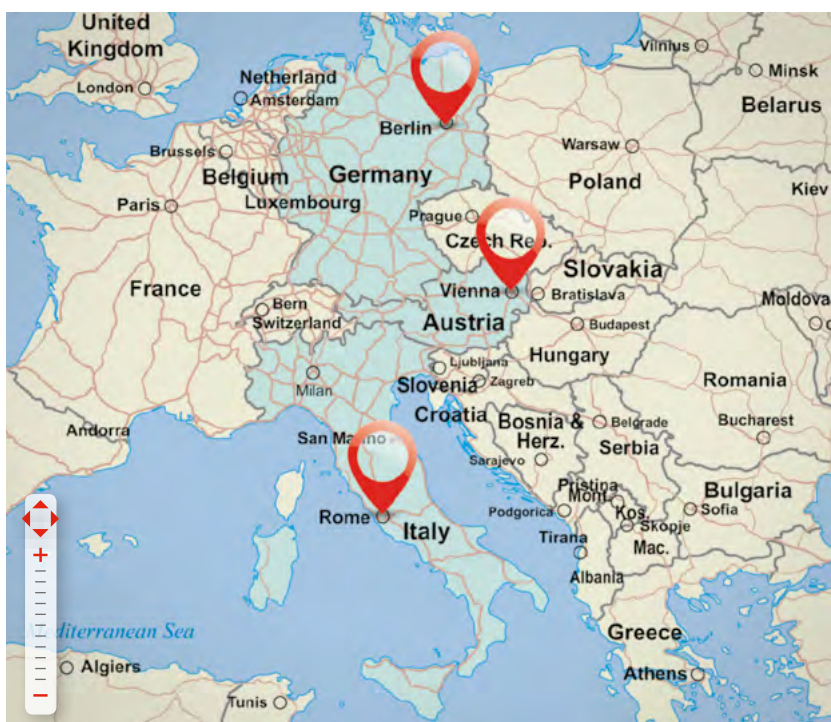 United
Kingdom
London
Netherland
Amsterdam
Berlin
Vilnius
Minsk
Belarus
Brussels
Belgium
Germany
Luxembourg
Warsaw
Poland
Kiev
Paris
Prague
Czech Rep.
Slovakia
France
Vienna
Bratislava
Austria
Bern
Switzerland
Budapest
Hungary
Moldova
Milan
Ljubljana
Slovenia
Zagreb
Croatia
Romania
Bucharest
Andorra
San Marino
Bosnia &
Herz.
Sarajevo
Belgrade
Serbia
Pristina
Mont.
Kos.
Podgorica
Skopje
Mac.
Bulgaria
Sofia
Rome
Italy
Tirana
Albania
Mediterranean Sea
Greece
Athens
Algiers
Tunis